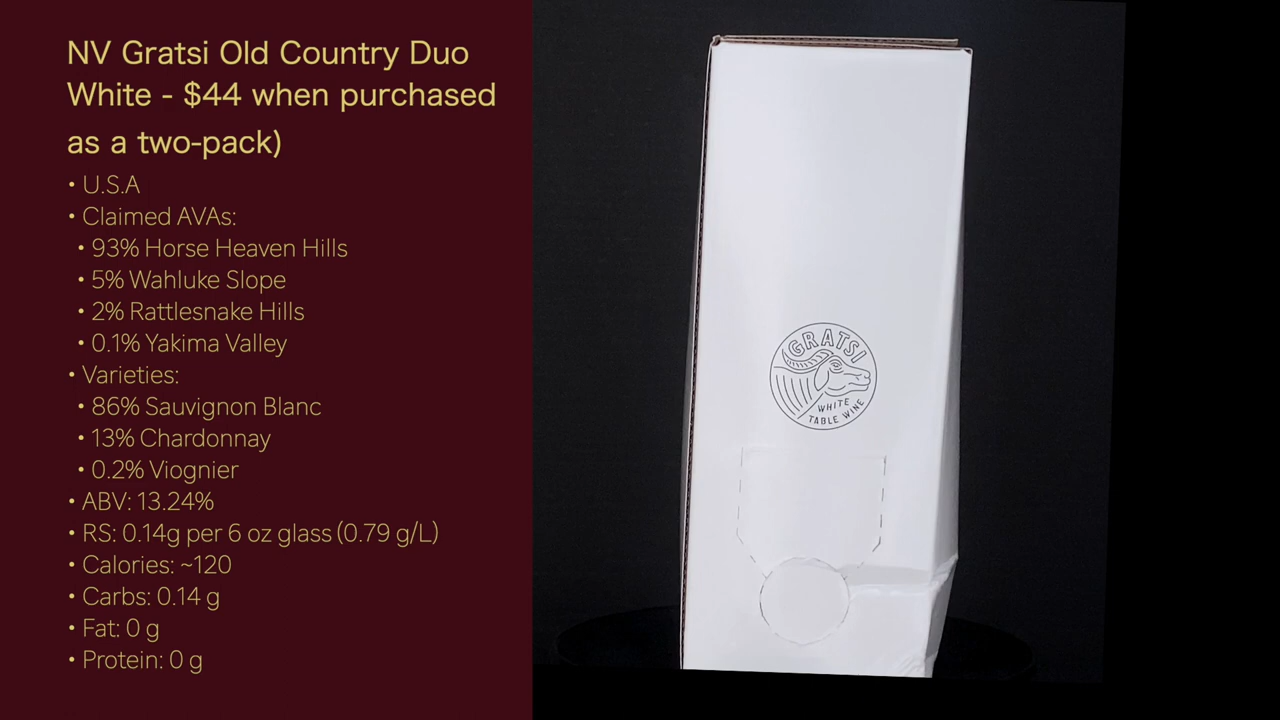 NV Gratsi Old Country Duo
White - $44 when purchased
as a two-pack)
• U.S.A
• Claimed AVAs:
• 93% Horse Heaven Hills
• 5% Wahluke Slope
• 2% Rattlesnake Hills
• 0.1% Yakima Valley
• Varieties:
• 86% Sauvignon Blanc
• 13% Chardonnay
• 0.2% Viognier
• ABV: 13.24%
• RS: 0.14g per 6 oz glass (0.79 g/L)
• Calories: ~120
• Carbs: 0.14 g
• Fat: 0 g
• Protein: 0 g
GRATSI
WHITE
TABLE WINE